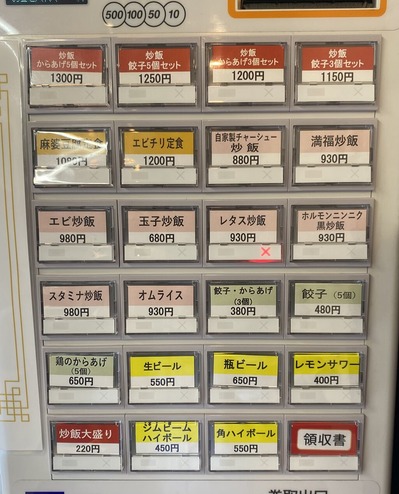 500 100 50 10
炒飯 炒飯 炒飯 炒飯
からあげ5個セット 餃子5個セット からあげ3個セット 餃子3個セット
1300円 1250円 1200円 1150円
麻婆豆腐定食 エビチリ定食 自家製チャーシュー 満福炒飯
炒飯
1200円 880円 930円
エビ炒飯 玉子炒飯 レタス炒飯 ホルモンニンニク
黒炒飯
980円 680円 930円 930円
×
スタミナ炒飯 オムライス 餃子・からあげ 餃子(5個)
(3個)
980円 930円 380円 480円
鶏のからあげ 生ビール 瓶ビール レモンサワー
(5個)
650円 550円 650円 400円
炒飯大盛り ジムビーム 角ハイボール 領収書
ハイボール
220円 450円 550円